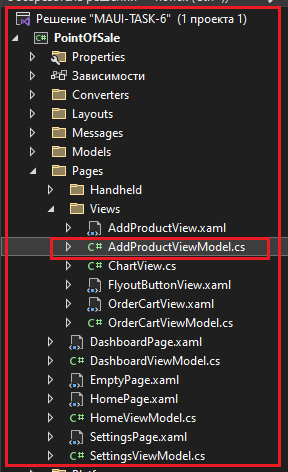 Решение "MAUI-TASK-6" (1 проекта 1)
PointOfSale
Properties
Зависимости
Converters
Layouts
Messages
Models
Pages
Handheld
Views
AddProductView.xaml
AddProductViewModel.cs
ChartView.cs
FlyoutButtonView.xaml
OrderCartView.xaml
OrderCartViewModel.cs
DashboardPage.xaml
DashboardViewModel.cs
EmptyPage.xaml
HomePage.xaml
HomeViewModel.cs
SettingsPage.xaml
SettingsViewModel.cs